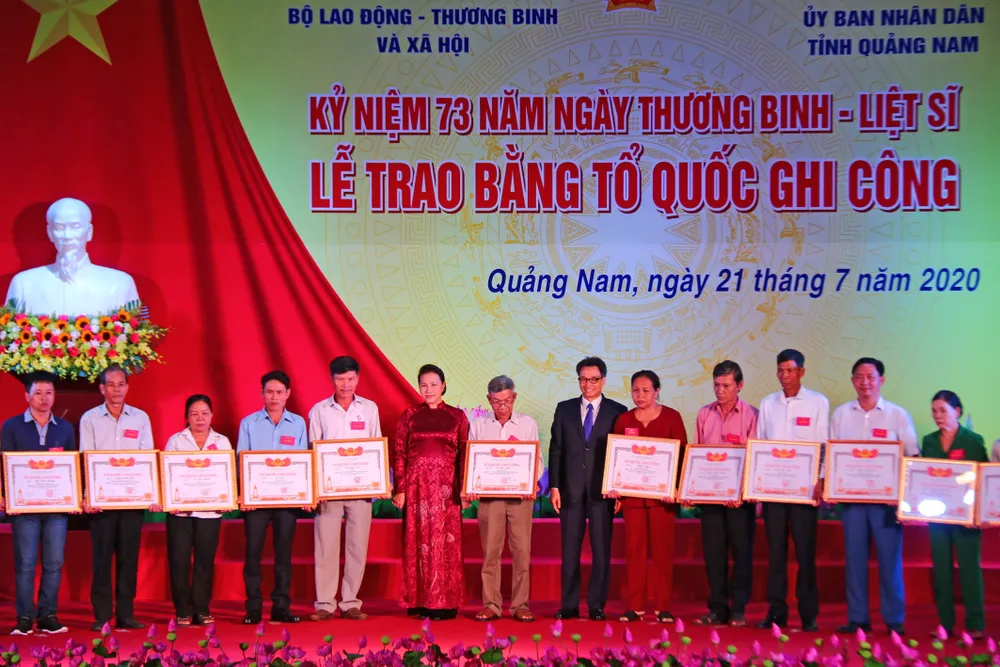 BỘ LAO ĐỘNG - THƯƠNG BINH
VÀ XÃ HỘI
ỦY BAN NHÂN DÂN
TỈNH QUẢNG NAM
KỶ NIỆM 73 NĂM NGÀY THƯƠNG BINH - LIỆT SĨ
LỄ TRAO BẰNG TỔ QUỐC GHI CÔNG
Quảng Nam, ngày 21 tháng 7 năm 2020